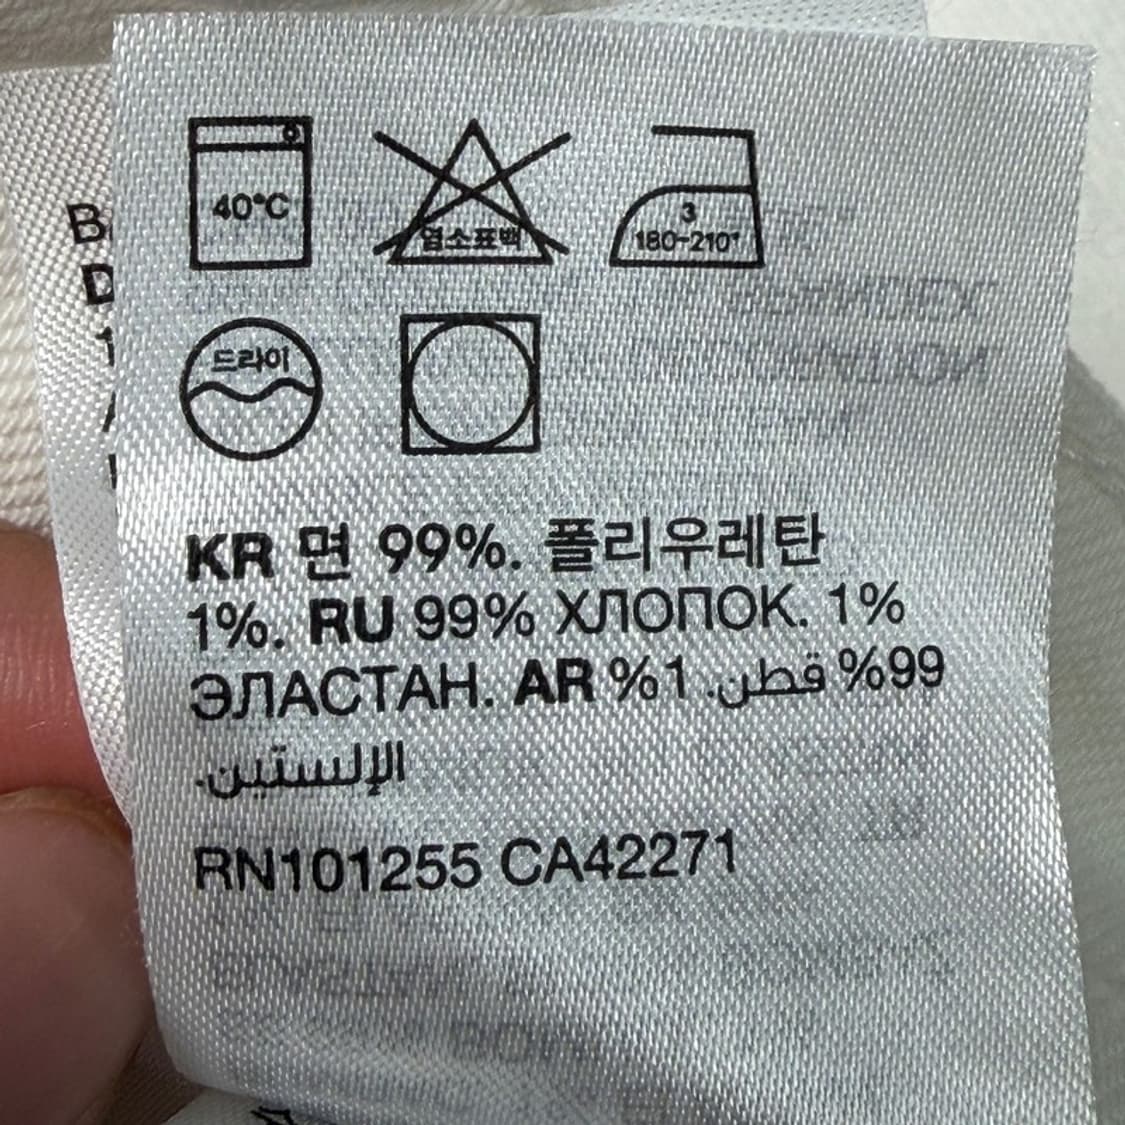 40°C
염소표백
3
180-210°
드라이
KR 면 99%. 폴리우레탄
1%. RU 99% ХЛОПОК. 1%
ЭЛАСТАН. AR %99 قطن. %1
الإلستين.
RN101255 CA42271